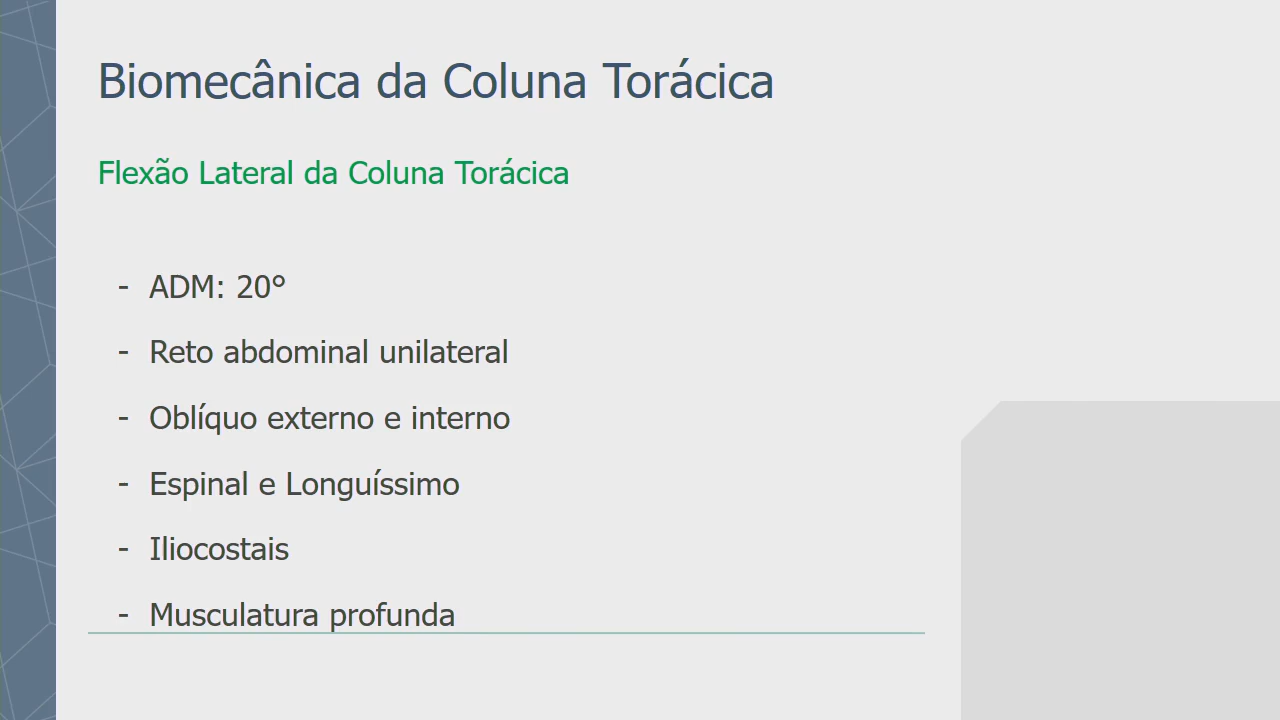 Biomecânica da Coluna Torácica
Flexão Lateral da Coluna Torácica
- ADM: 20°
- Reto abdominal unilateral
- Oblíquo externo e interno
- Espinal e Longuíssimo
- Iliocostais
- Musculatura profunda